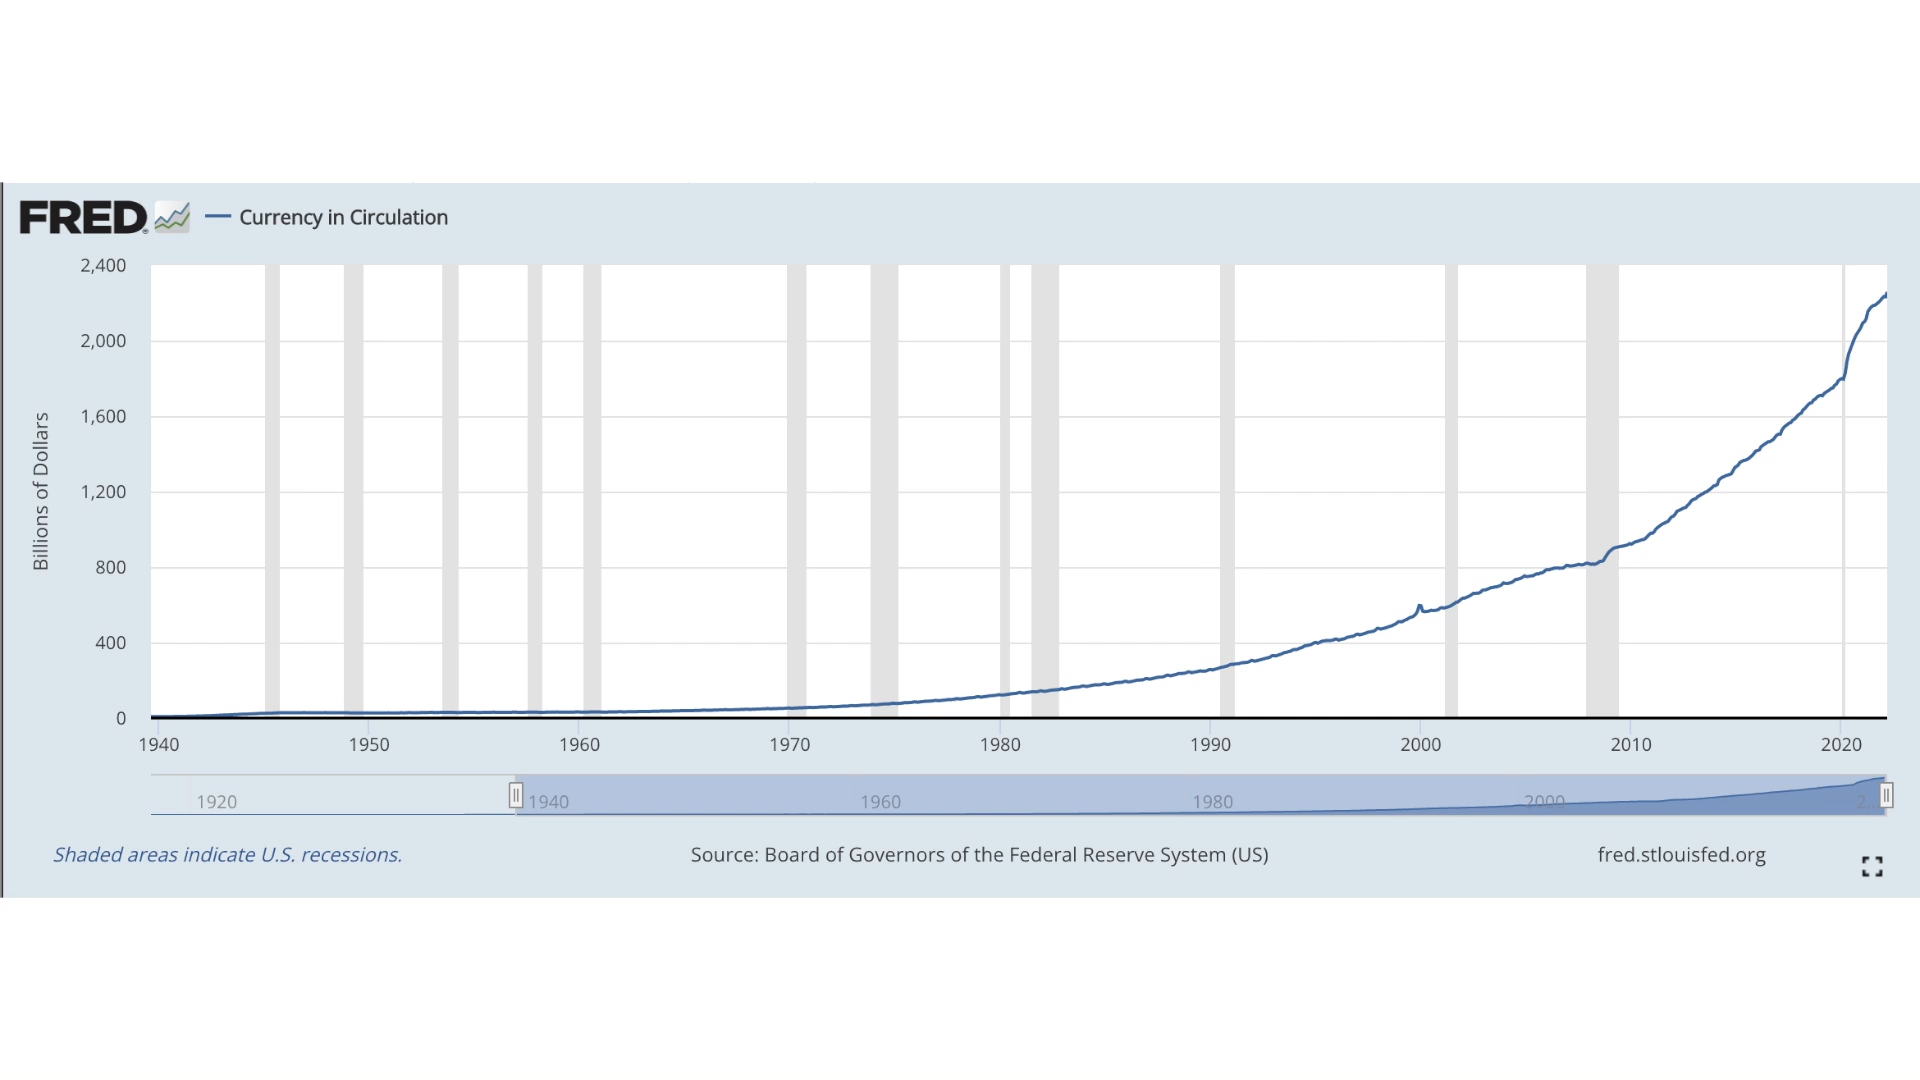 FRED® Currency in Circulation
2,400
2,000
1,600
1,200
800
400
0
Billions of Dollars
1940 1950 1960 1970 1980 1990 2000 2010 2020
1920 1940 1960 1980 2000 2...
Shaded areas indicate U.S. recessions. Source: Board of Governors of the Federal Reserve System (US) fred.stlouisfed.org